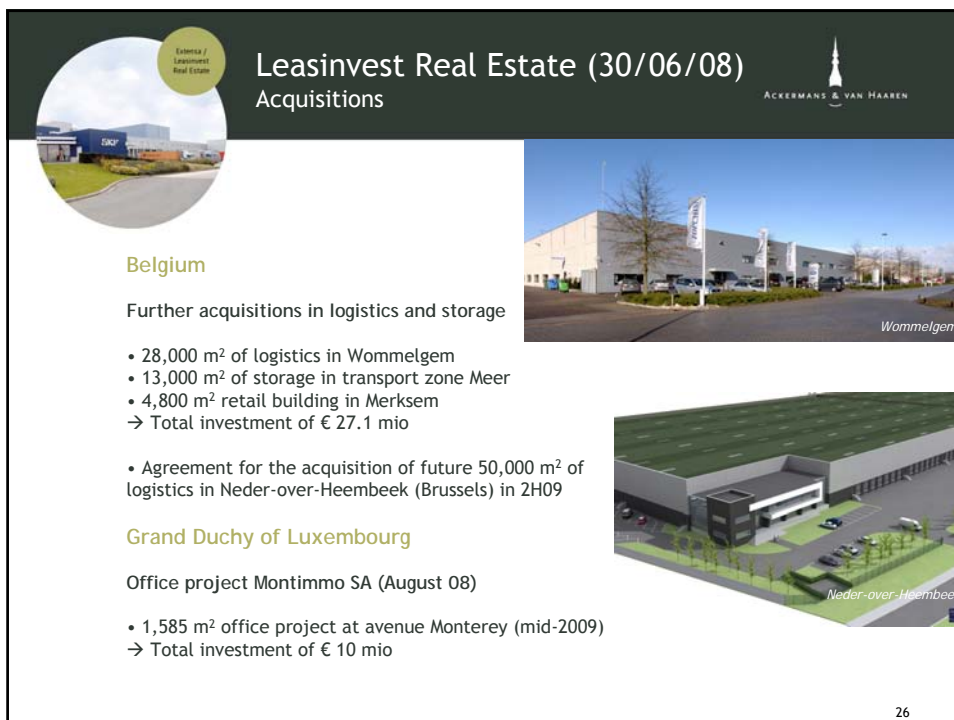 Extensa /
Leasinvest
Real Estate
Leasinvest Real Estate (30/06/08)
Acquisitions
ACKERMANS & VAN HAAREN
SKF
Belgium
Further acquisitions in logistics and storage
• 28,000 m² of logistics in Wommelgem
• 13,000 m² of storage in transport zone Meer
• 4,800 m² retail building in Merksem
→ Total investment of € 27.1 mio
• Agreement for the acquisition of future 50,000 m² of
logistics in Neder-over-Heembeek (Brussels) in 2H09
Grand Duchy of Luxembourg
Office project Montimmo SA (August 08)
• 1,585 m² office project at avenue Monterey (mid-2009)
→ Total investment of € 10 mio
Wommelgem
Neder-over-Heembee
26